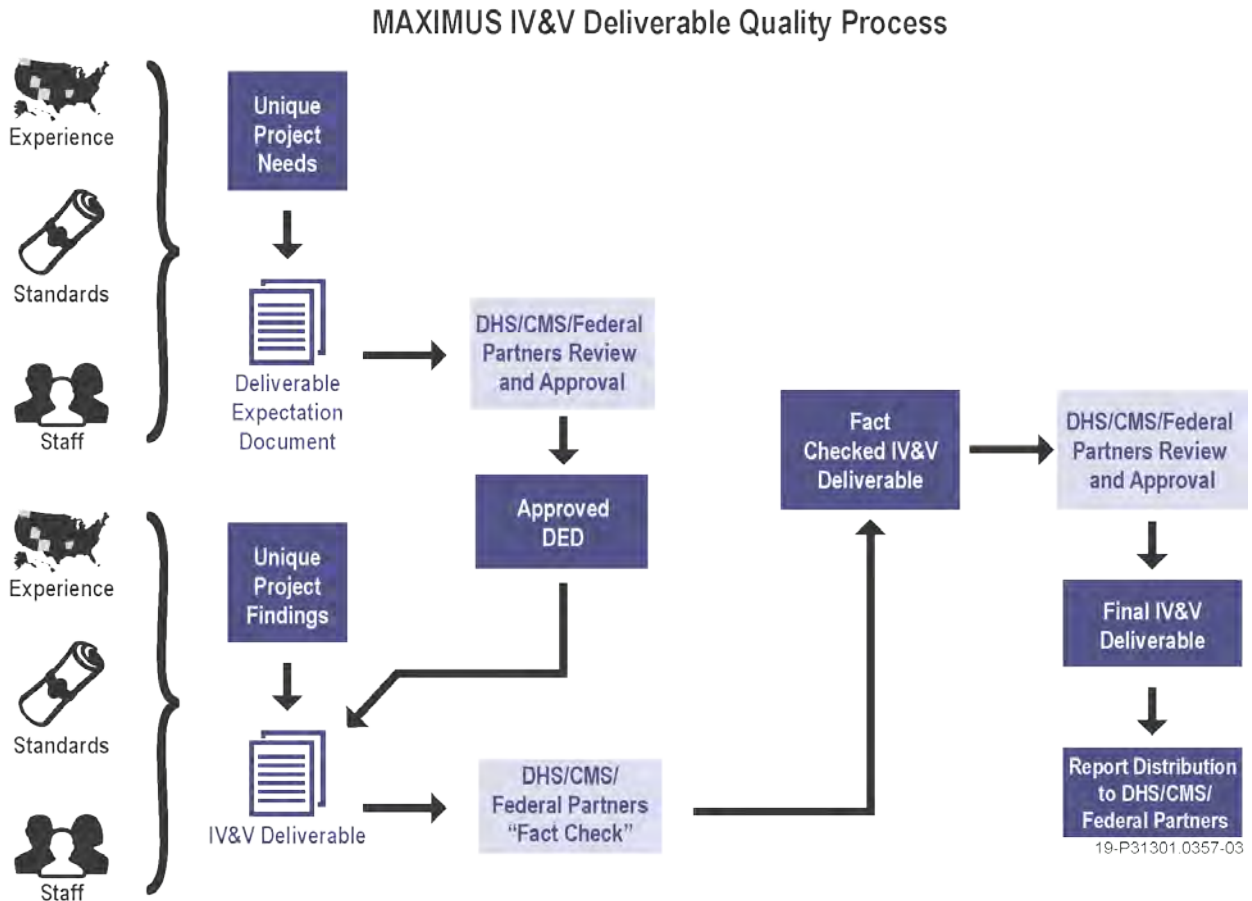 MAXIMUS IV&V Deliverable Quality Process
Experience
Standards
Staff
Unique
Project
Needs
Deliverable
Expectation
Document
DHS/CMS/Federal
Partners Review
and Approval
Approved
DED
Experience
Standards
Staff
Unique
Project
Findings
IV&V Deliverable
DHS/CMS/
Federal Partners
“Fact Check”
Fact
Checked IV&V
Deliverable
DHS/CMS/Federal
Partners Review
and Approval
Final IV&V
Deliverable
Report Distribution
to DHS/CMS/
Federal Partners
19-P31301.0357-03